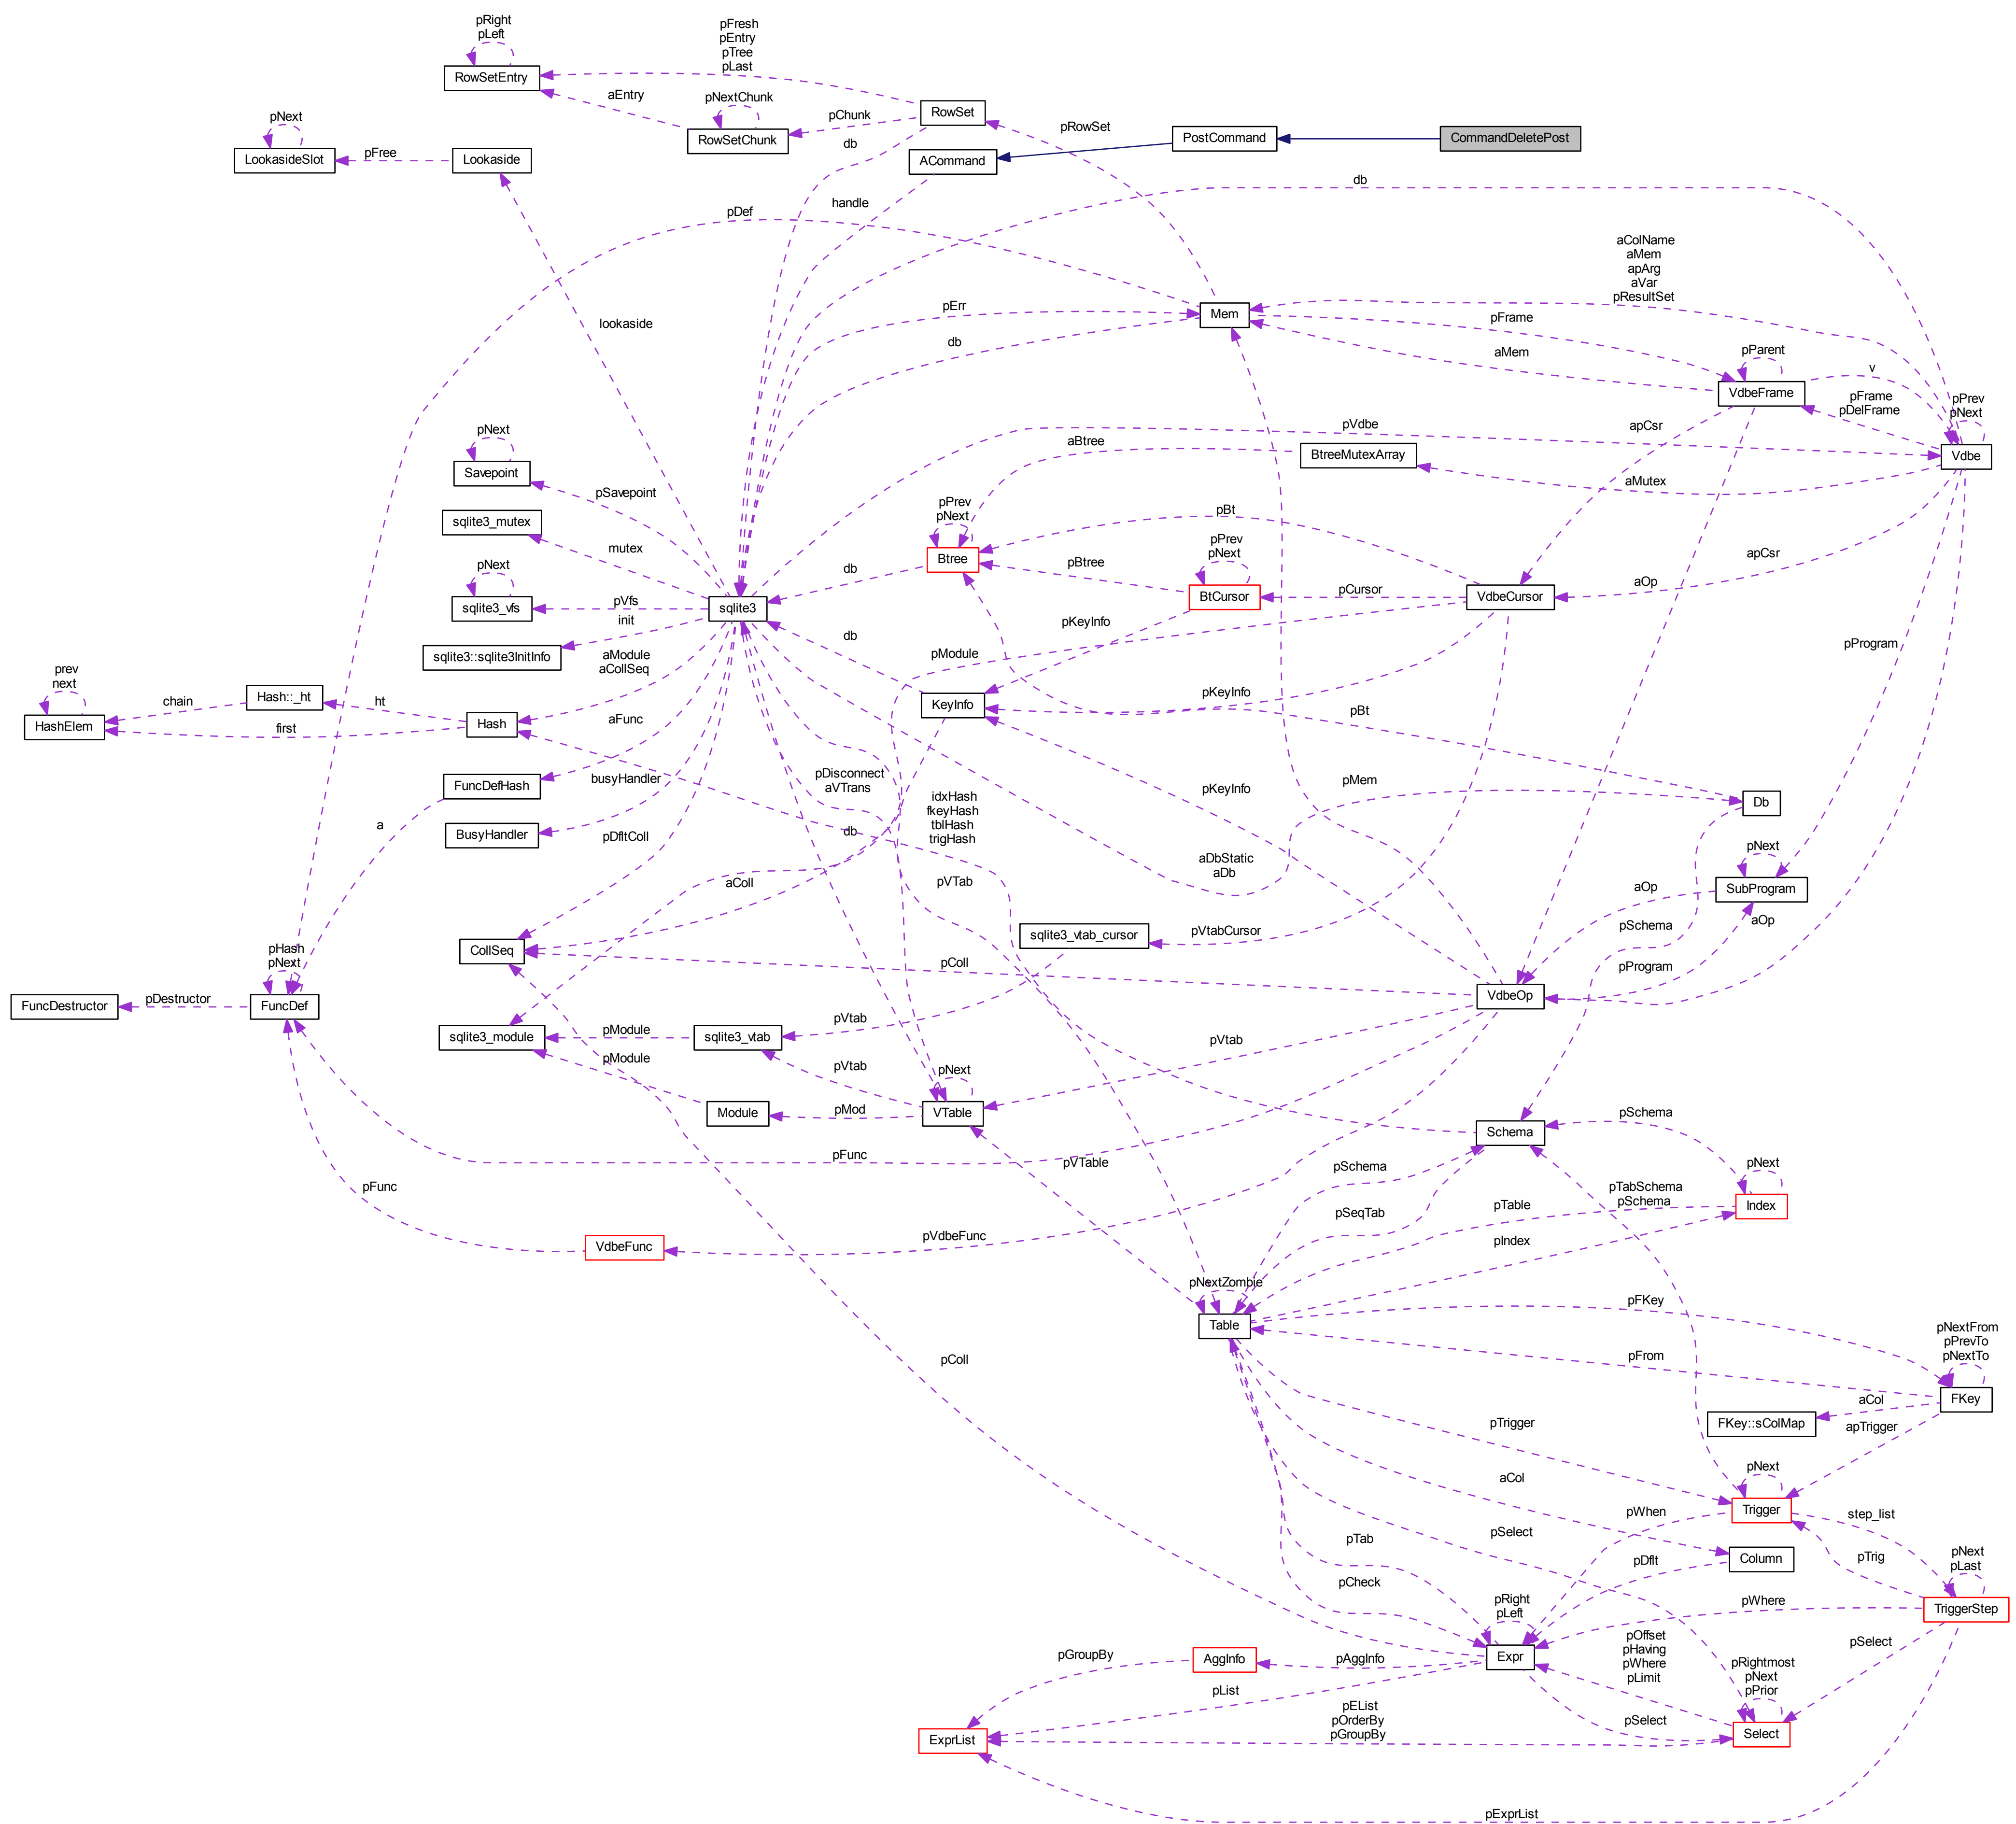 pRight
pLeft
RowSetEntry
pFresh
pEntry
pTree
pLast
aEntry
pNextChunk
RowSetChunk
pChunk
RowSet
pRowSet
PostCommand
CommandDeletePost
pNext
LookasideSlot
pFree
Lookaside
db
ACommand
handle
db
pDef
lookaside
pErr
db
Mem
aColName
aMem
apArg
aVar
pResultSet
pFrame
aMem
pParent
VdbeFrame
v
pFrame
pDelFrame
pPrev
pNext
Vdbe
pNext
Savepoint
pSavepoint
pVdbe
aBtree
BtreeMutexArray
apCsr
aMutex
sqlite3_mutex
mutex
pPrev
pNext
Btree
pBt
pBtree
pPrev
pNext
BtCursor
pCursor
VdbeCursor
aOp
apCsr
pNext
sqlite3_vfs
pVfs
sqlite3
db
pKeyInfo
init
sqlite3::sqlite3InitInfo
db
pModule
pProgram
aModule
aCollSeq
prev
next
HashElem
chain
Hash::_ht
ht
first
Hash
KeyInfo
pKeyInfo
pBt
aFunc
FuncDefHash
busyHandler
BusyHandler
pDisconnect
aVTrans
idxHash
fkeyHash
tblHash
trigHash
pKeyInfo
pMem
Db
a
pDfltColl
db
aDbStatic
aDb
pNext
SubProgram
aOp
aOp
aColl
pVTab
pSchema
sqlite3_vtab_cursor
pVtabCursor
CollSeq
pColl
pProgram
pHash
pNext
FuncDef
FuncDestructor
pDestructor
VdbeOp
sqlite3_module
pModule
sqlite3_vtab
pVtab
pVtab
pModule
pVtab
pNext
VTable
Module
pMod
Schema
pSchema
pFunc
pVTable
pSchema
pNext
Index
pTabSchema
pSchema
pTable
pSeqTab
pIndex
pFunc
VdbeFunc
pVdbeFunc
pNextZombie
Table
pFKey
pNextFrom
pPrevTo
pNextTo
FKey
pFrom
pColl
aCol
FKey::sColMap
apTrigger
pTrigger
pNext
Trigger
aCol
pWhen
step_list
pTab
pSelect
Column
pDflt
pTrig
pNext
pLast
TriggerStep
pCheck
pRight
pLeft
Expr
pWhere
pOffset
pHaving
pWhere
pLimit
pSelect
pGroupBy
AggInfo
pAggInfo
pList
pRightmost
pNext
pPrior
Select
ExprList
pEList
pOrderBy
pGroupBy
pSelect
pExprList